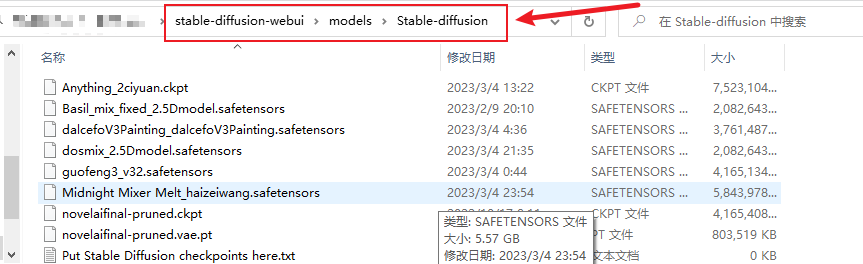 stable-diffusion-webui > models > Stable-diffusion 在 Stable-diffusion 中搜索
名称 修改日期 类型 大小
Anything_2ciyuan.ckpt 2023/3/4 13:22 CKPT 文件 7,523,104...
Basil_mix_fixed_2.5Dmodel.safetensors 2023/2/9 20:10 SAFETENSORS ... 2,082,643...
dalcefoV3Painting_dalcefoV3Painting.safetensors 2023/3/4 4:36 SAFETENSORS ... 3,761,487...
dosmix_2.5Dmodel.safetensors 2023/3/4 21:35 SAFETENSORS ... 2,082,643...
guofeng3_v32.safetensors 2023/3/4 0:44 SAFETENSORS ... 4,165,134...
Midnight Mixer Melt_haizeiwang.safetensors 2023/3/4 23:54 SAFETENSORS ... 5,843,978...
novelaifinal-pruned.ckpt CKPT 文件 4,165,408...
novelaifinal-pruned.vae.pt PT 文件 803,519 KB
Put Stable Diffusion checkpoints here.txt 文本文档 0 KB
类型: SAFETENSORS 文件
大小: 5.57 GB
修改日期: 2023/3/4 23:54